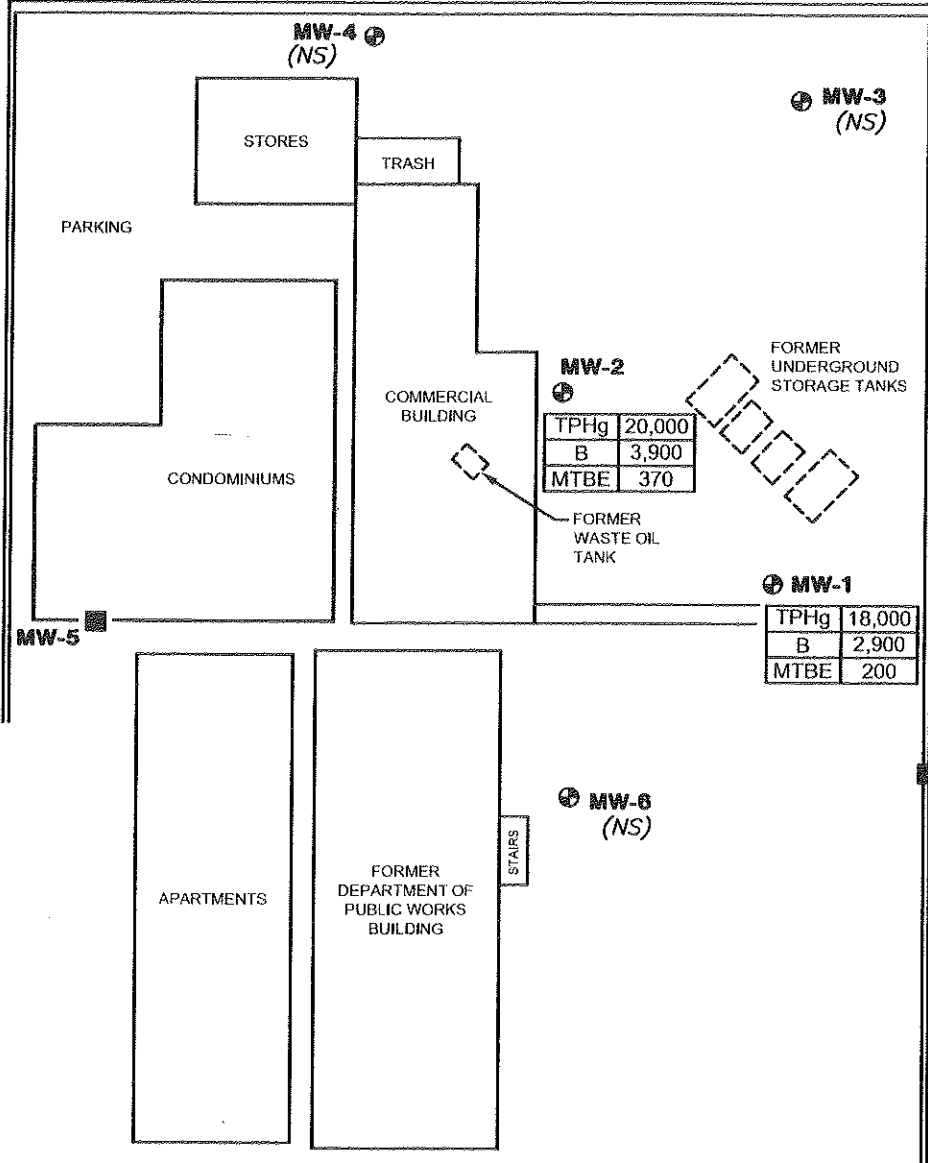 MW-4
(NS)
MW-3
(NS)
STORES
TRASH
PARKING
FORMER
UNDERGROUND
STORAGE TANKS
MW-2
COMMERCIAL
BUILDING
TPHg 20,000
B 3,900
MTBE 370
CONDOMINIUMS
FORMER
WASTE OIL
TANK
MW-1
TPHg 18,000
B 2,900
MTBE 200
MW-5
MW-6
(NS)
STAIRS
APARTMENTS
FORMER
DEPARTMENT OF
PUBLIC WORKS
BUILDING